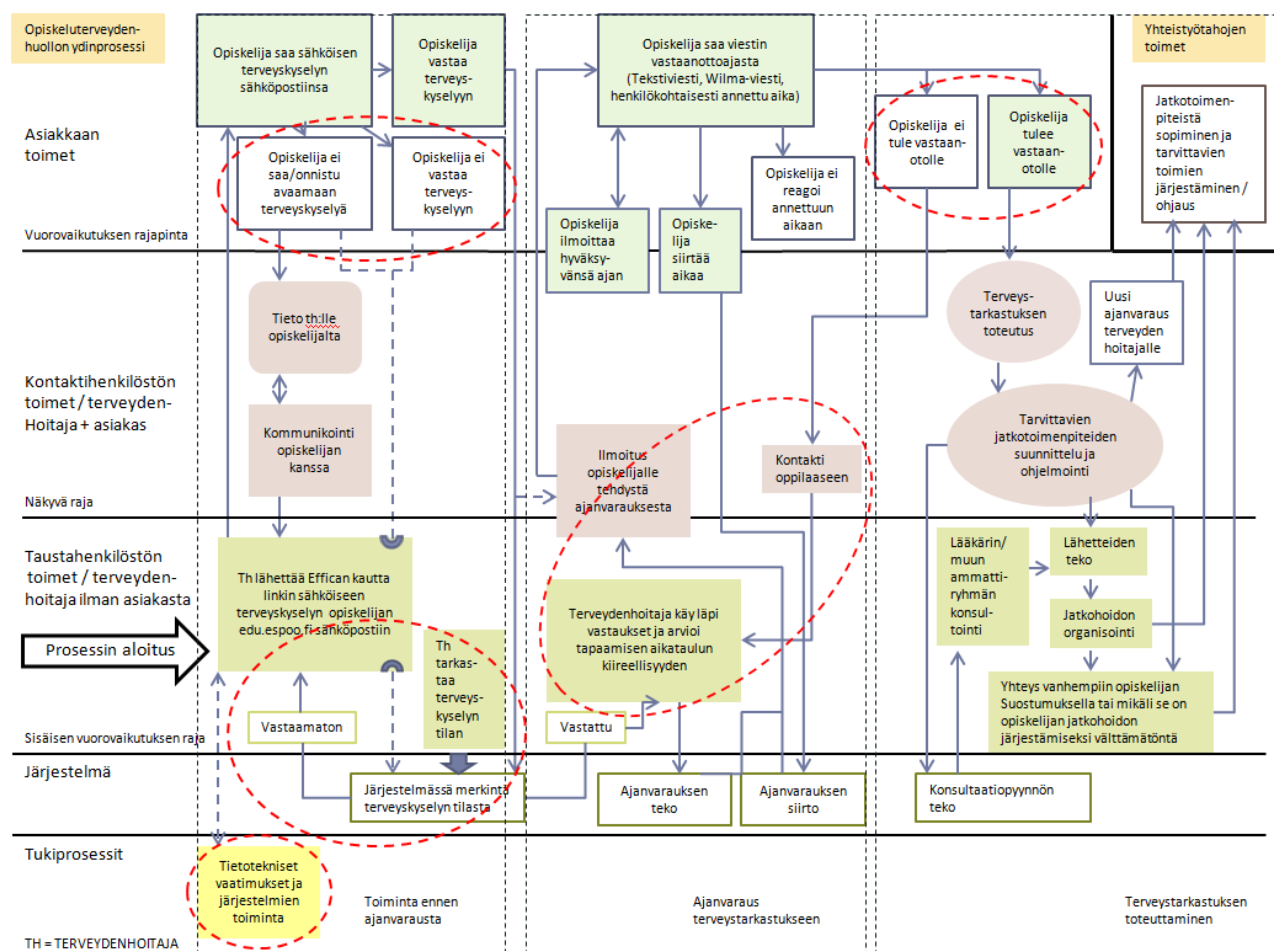 Opiskeluterveyden-
huollon ydinprosessi
Opiskelija saa sähköisen
terveyskyselyn
sähköpostiinsa
Opiskelija
vastaa
terveys-
kyselyyn
Opiskelija saa viestin
vastaanottoajasta
(Tekstiviesti, Wilma-viesti,
henkilökohtaisesti annettu aika)
Yhteistyötahojen
toimet
Asiakkaan
toimet
Opiskelija ei
saa/onnistu
avaamaan
terveyskyselyä
Opiskelija ei
vastaa
terveys-
kyselyyn
Opiskelija ei
reagoi
annettuun
aikaan
Opiskelija ei
tule vastaan-
otolle
Opiskelija
tulee
vastaan-
otolle
Jatkotoimen-
piteistä
sopiminen ja
tarvittavien
toimien
järjestäminen /
ohjaus
Vuorovaikutuksen rajapinta
Opiskelija
ilmoittaa
hyväksy-
vänsä ajan
Opiske-
lija
siirtää
aikaa
Tieto th:lle
opiskelijalta
Terveys-
tarkastuksen
toteutus
Uusi
ajanvaraus
terveyden
hoitajalle
Kontaktihenkilöstön
toimet / terveyden-
Hoitaja + asiakas
Kommunikointi
opiskelijan
kanssa
Ilmoitus
opiskelijalle
tehdystä
ajanvarauksesta
Kontakti
oppilaaseen
Tarvittavien
jatkotoimenpiteiden
suunnittelu ja
ohjelmointi
Näkyvä raja
Taustahenkilöstön
toimet / terveyden-
hoitaja ilman asiakasta
Prosessin aloitus
Th lähettää Effican kautta
linkin sähköiseen
terveyskyselyn opiskelijan
edu.espoo.fi sähköpostiin
Th
tarkas-
taa
terveys-
kyselyn
tilan
Terveydenhoitaja käy läpi
vastaukset ja arvioi
tapaamisen aikataulun
kiireellisyyden
Lääkärin/
muun
ammatti-
ryhmän
konsul-
tointi
Lähetteiden
teko
Jatkohoidon
organisointi
Yhteys vanhempiin opiskelijan
Suostumuksella tai mikäli se on
opiskelijan jatkohoidon
järjestämiseksi välttämätöntä
Vastaamaton
Vastattu
Sisäisen vuorovaikutuksen raja
Järjestelmä
Järjestelmässä merkintä
terveyskyselyn tilasta
Ajanvarauksen
teko
Ajanvarauksen
siirto
Konsultaatiopyynnön
teko
Tukiprosessit
Tietotekniset
vaatimukset ja
järjestelmien
toiminta
Toiminta ennen
ajanvarausta
Ajanvaraus
terveystarkastukseen
Terveystarkastuksen
toteuttaminen
TH = TERVEYDENHOITAJA